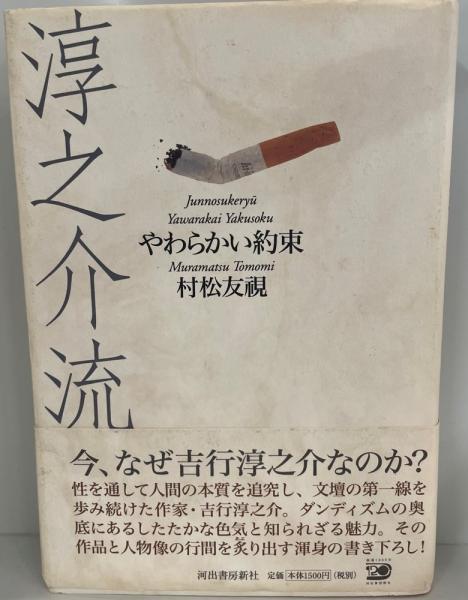 淳之介流
Junnosukeryū
Yawarakai Yakusoku
やわらかい約束
Muramatsu Tomomi
村松友視
今、なぜ吉行淳之介なのか?
性を通して人間の本質を追究し、文壇の第一線を
歩み続けた作家・吉行淳之介。ダンディズムの奥
底にあるしたたかな色気と知られざる魅力。その
作品と人物像の行間を炙り出す渾身の書き下ろし!
河出書房新社 定価 本体1500円(税別)
120